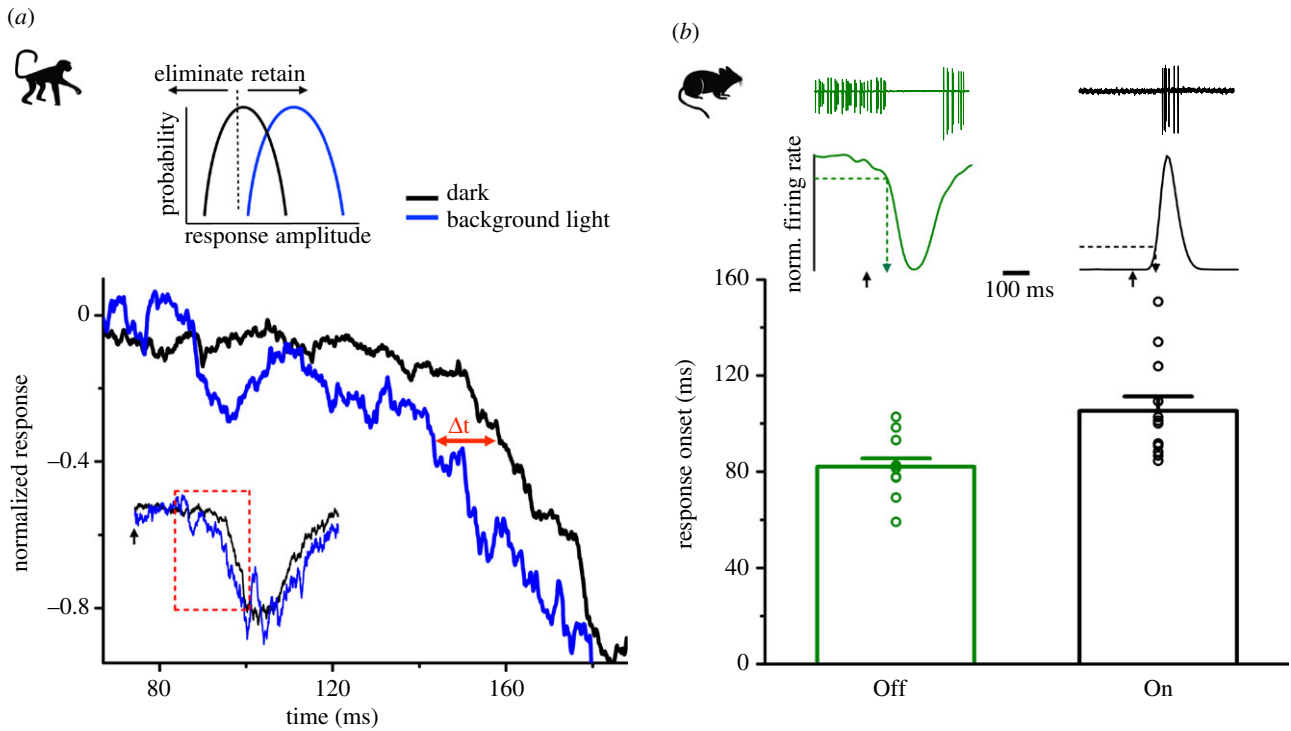 (a)
eliminate retain
probability
response amplitude
dark
background light
0
−0.4
−0.8
normalized response
Δt
80
120
160
time (ms)
(b)
norm. firing rate
100 ms
160
120
80
40
0
response onset (ms)
Off
On